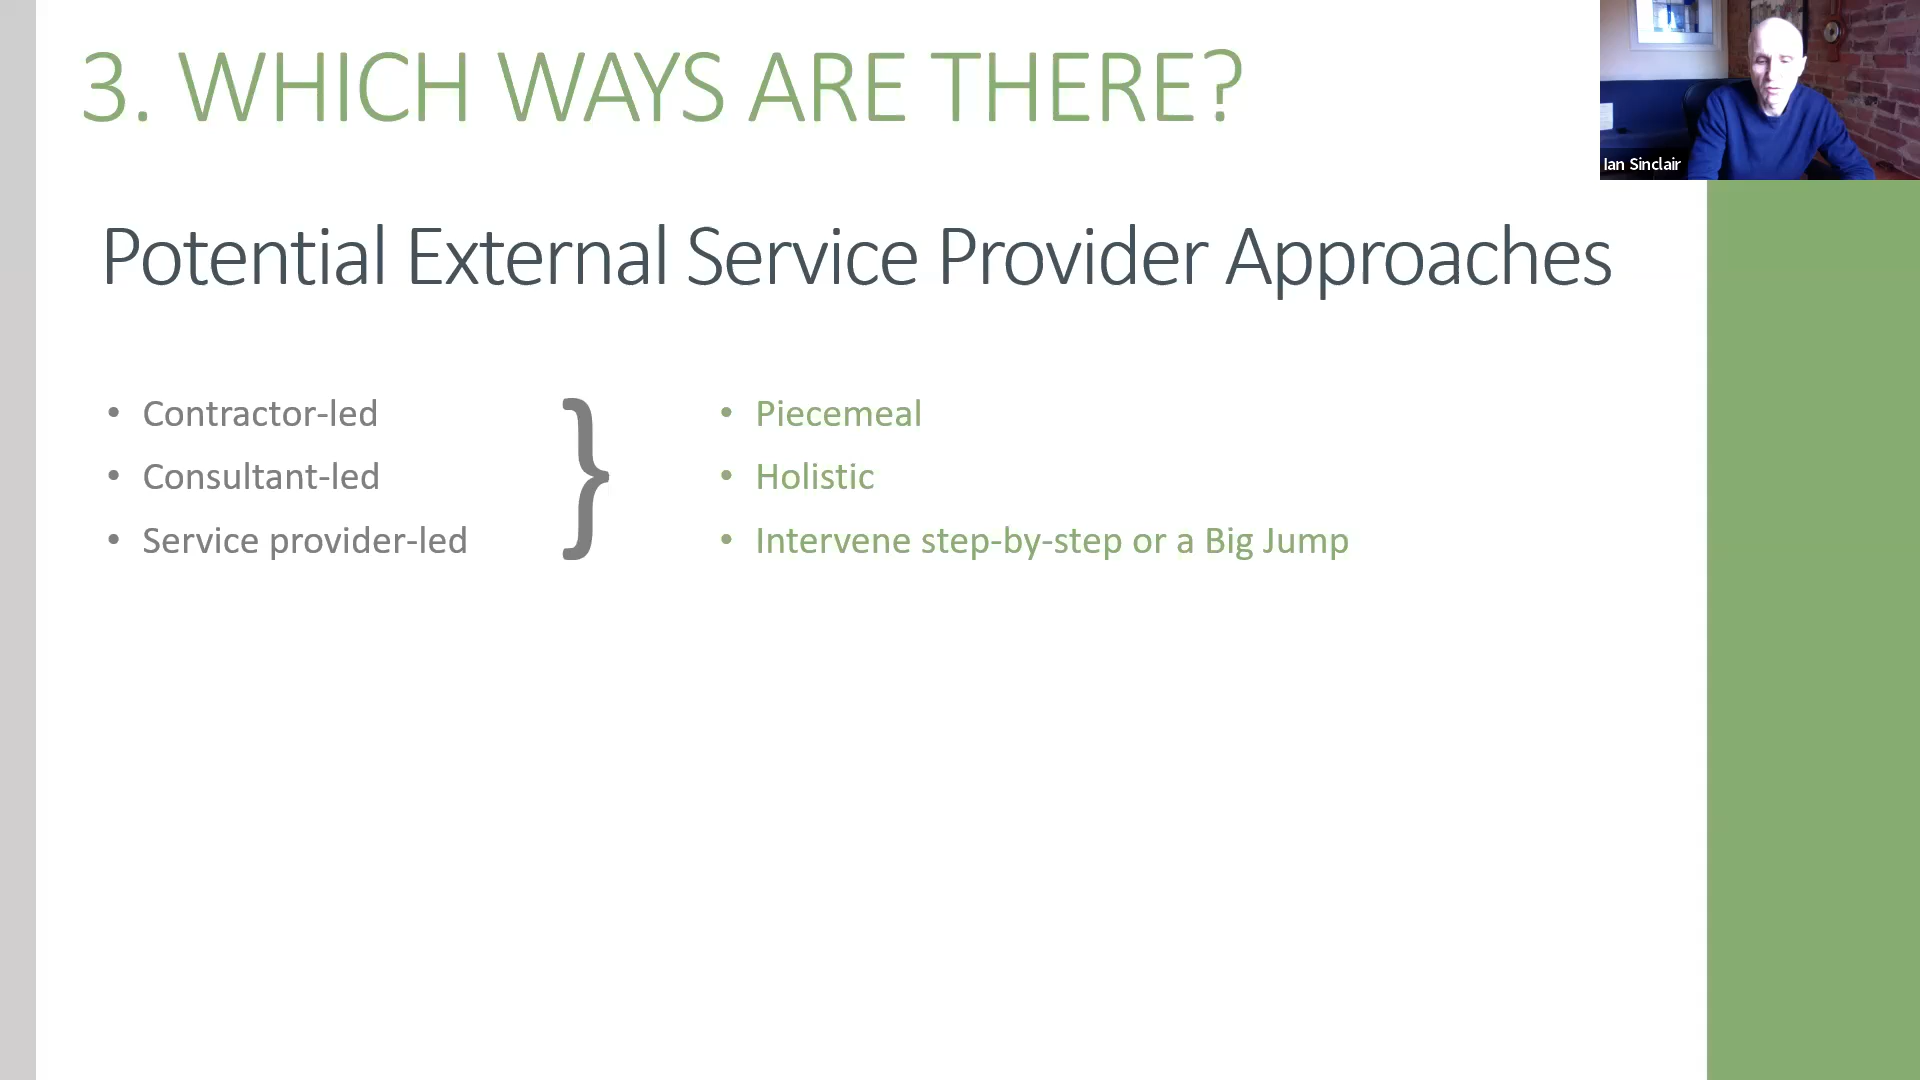 3. WHICH WAYS ARE THERE?
Ian Sinclair
Potential External Service Provider Approaches
• Contractor-led
• Consultant-led
• Service provider-led
}
• Piecemeal
• Holistic
• Intervene step-by-step or a Big Jump